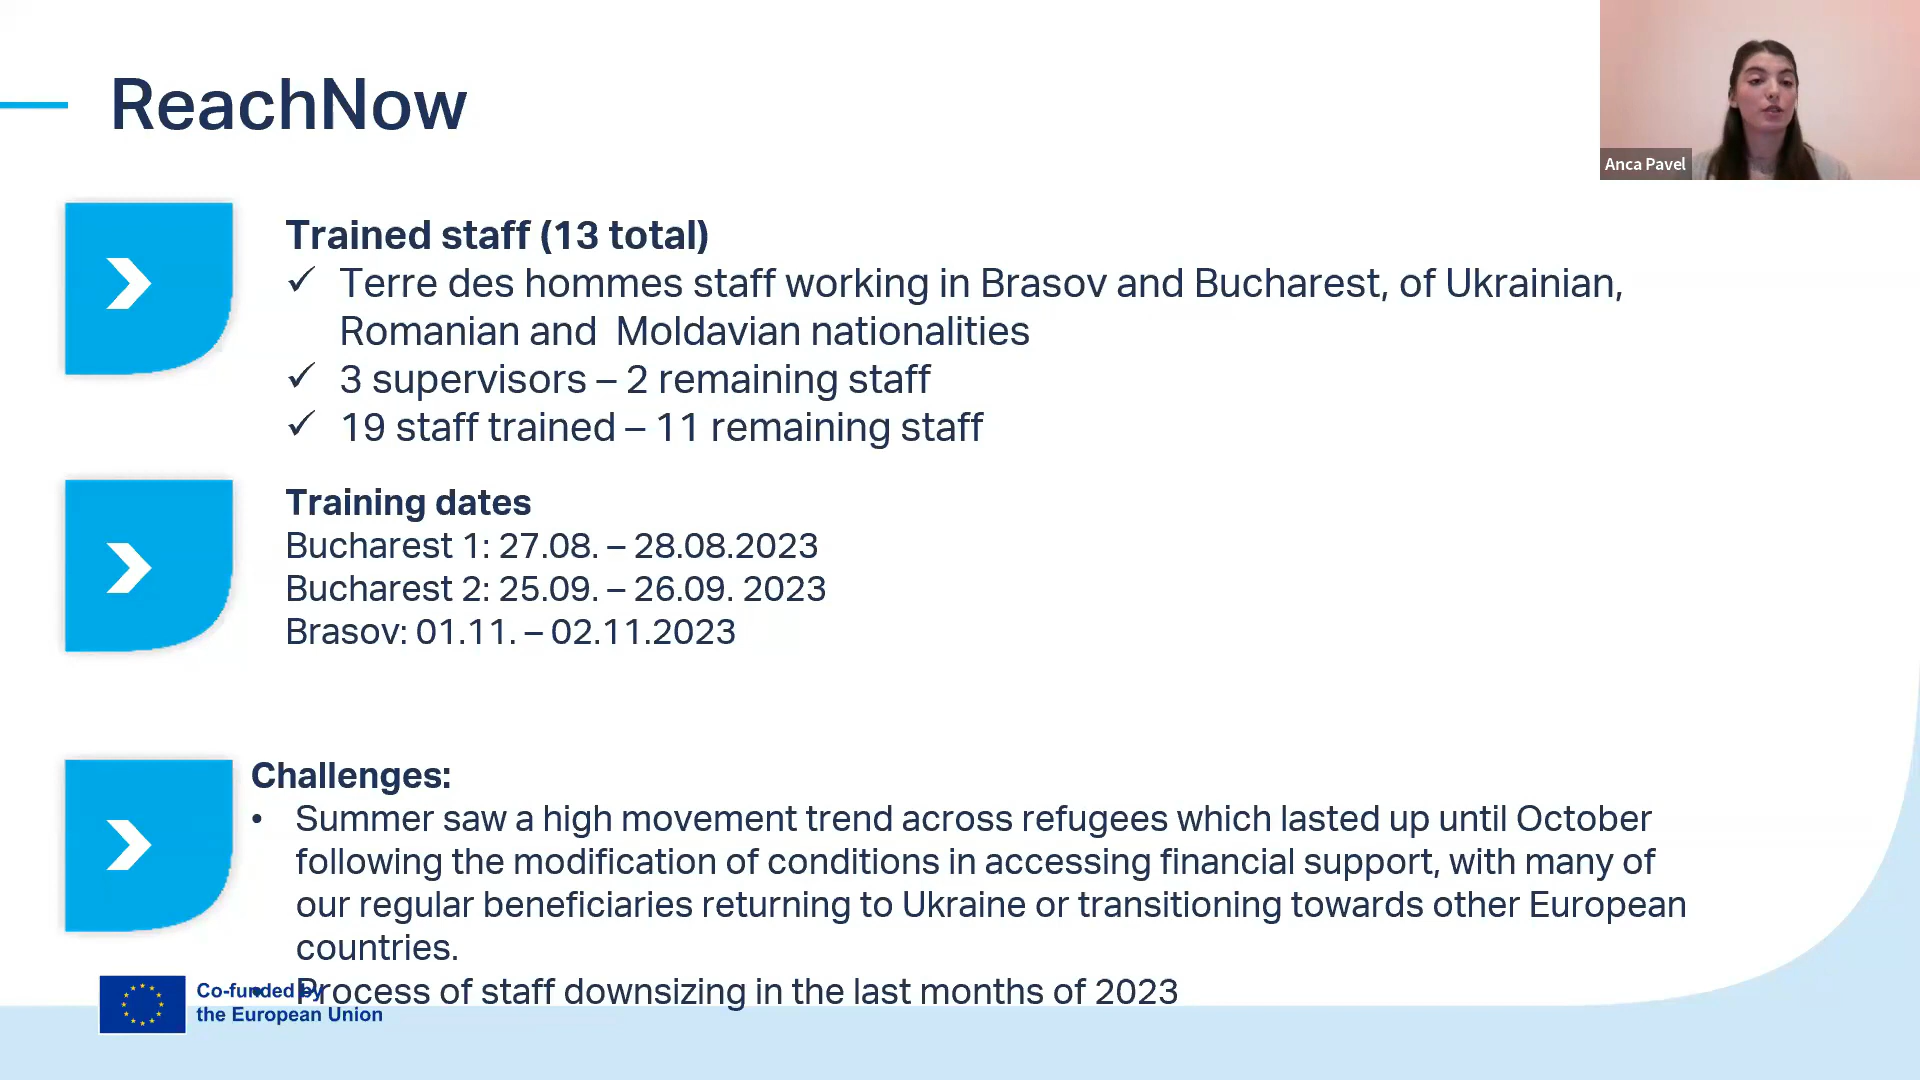 ReachNow
Anca Pavel
Trained staff (13 total)
✓ Terre des hommes staff working in Brasov and Bucharest, of Ukrainian,
Romanian and  Moldavian nationalities
✓ 3 supervisors – 2 remaining staff
✓ 19 staff trained – 11 remaining staff
Training dates
Bucharest 1: 27.08. – 28.08.2023
Bucharest 2: 25.09. – 26.09. 2023
Brasov: 01.11. – 02.11.2023
Challenges:
• Summer saw a high movement trend across refugees which lasted up until October
following the modification of conditions in accessing financial support, with many of
our regular beneficiaries returning to Ukraine or transitioning towards other European
countries.
• Process of staff downsizing in the last months of 2023
Co-funded by
the European Union